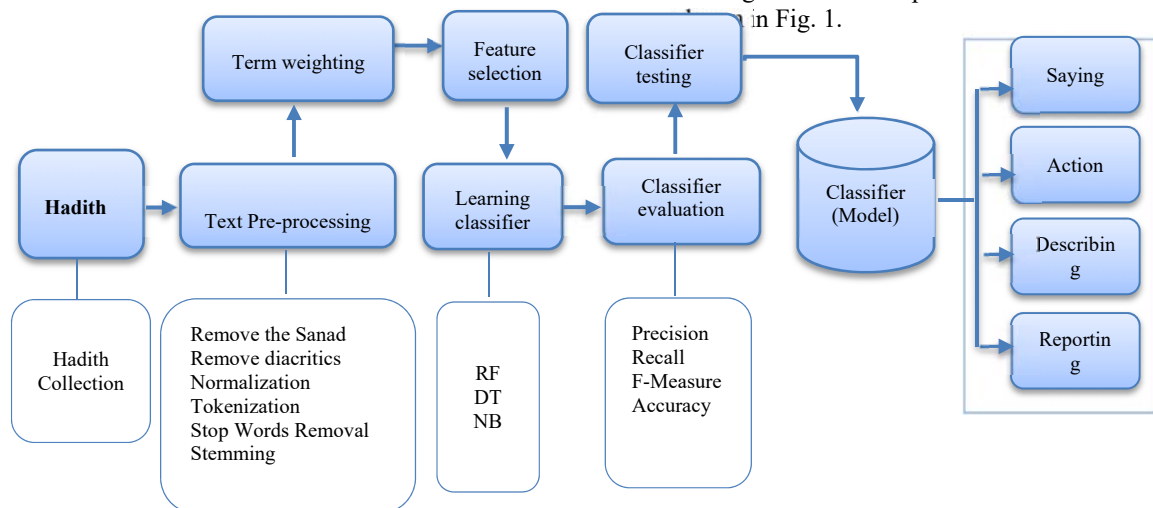 in Fig. 1.
Term weighting
Feature
selection
Classifier
testing
Saying
Hadith
Text Pre-processing
Learning
classifier
Classifier
evaluation
Classifier
(Model)
Action
Describin
g
Reportin
g
Hadith
Collection
Remove the Sanad
Remove diacritics
Normalization
Tokenization
Stop Words Removal
Stemming
RF
DT
NB
Precision
Recall
F-Measure
Accuracy